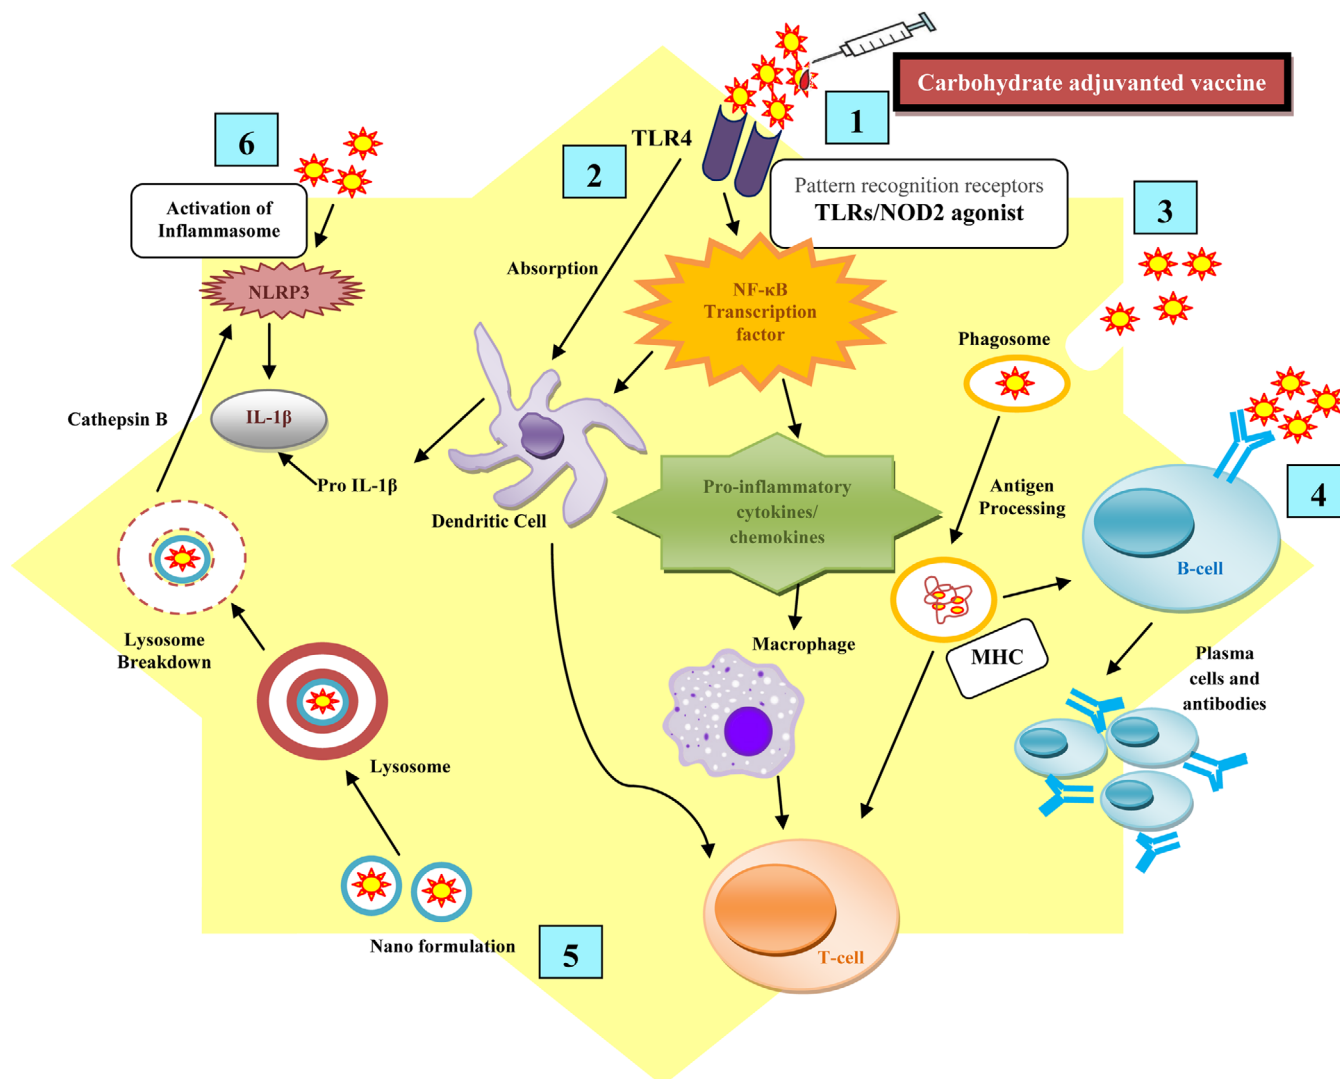 Carbohydrate adjuvanted vaccine
1
TLR4
2
Pattern recognition receptors
TLRs/NOD2 agonist
6
Activation of
Inflammasome
3
NLRP3
Absorption
NF-κB
Transcription
factor
Phagosome
Cathepsin B
IL-1β
Pro IL-1β
Dendritic Cell
Pro-inflammatory
cytokines/
chemokines
Antigen
Processing
4
B-cell
Lysosome
Breakdown
Macrophage
MHC
Plasma
cells and
antibodies
Lysosome
Nano formulation
5
T-cell